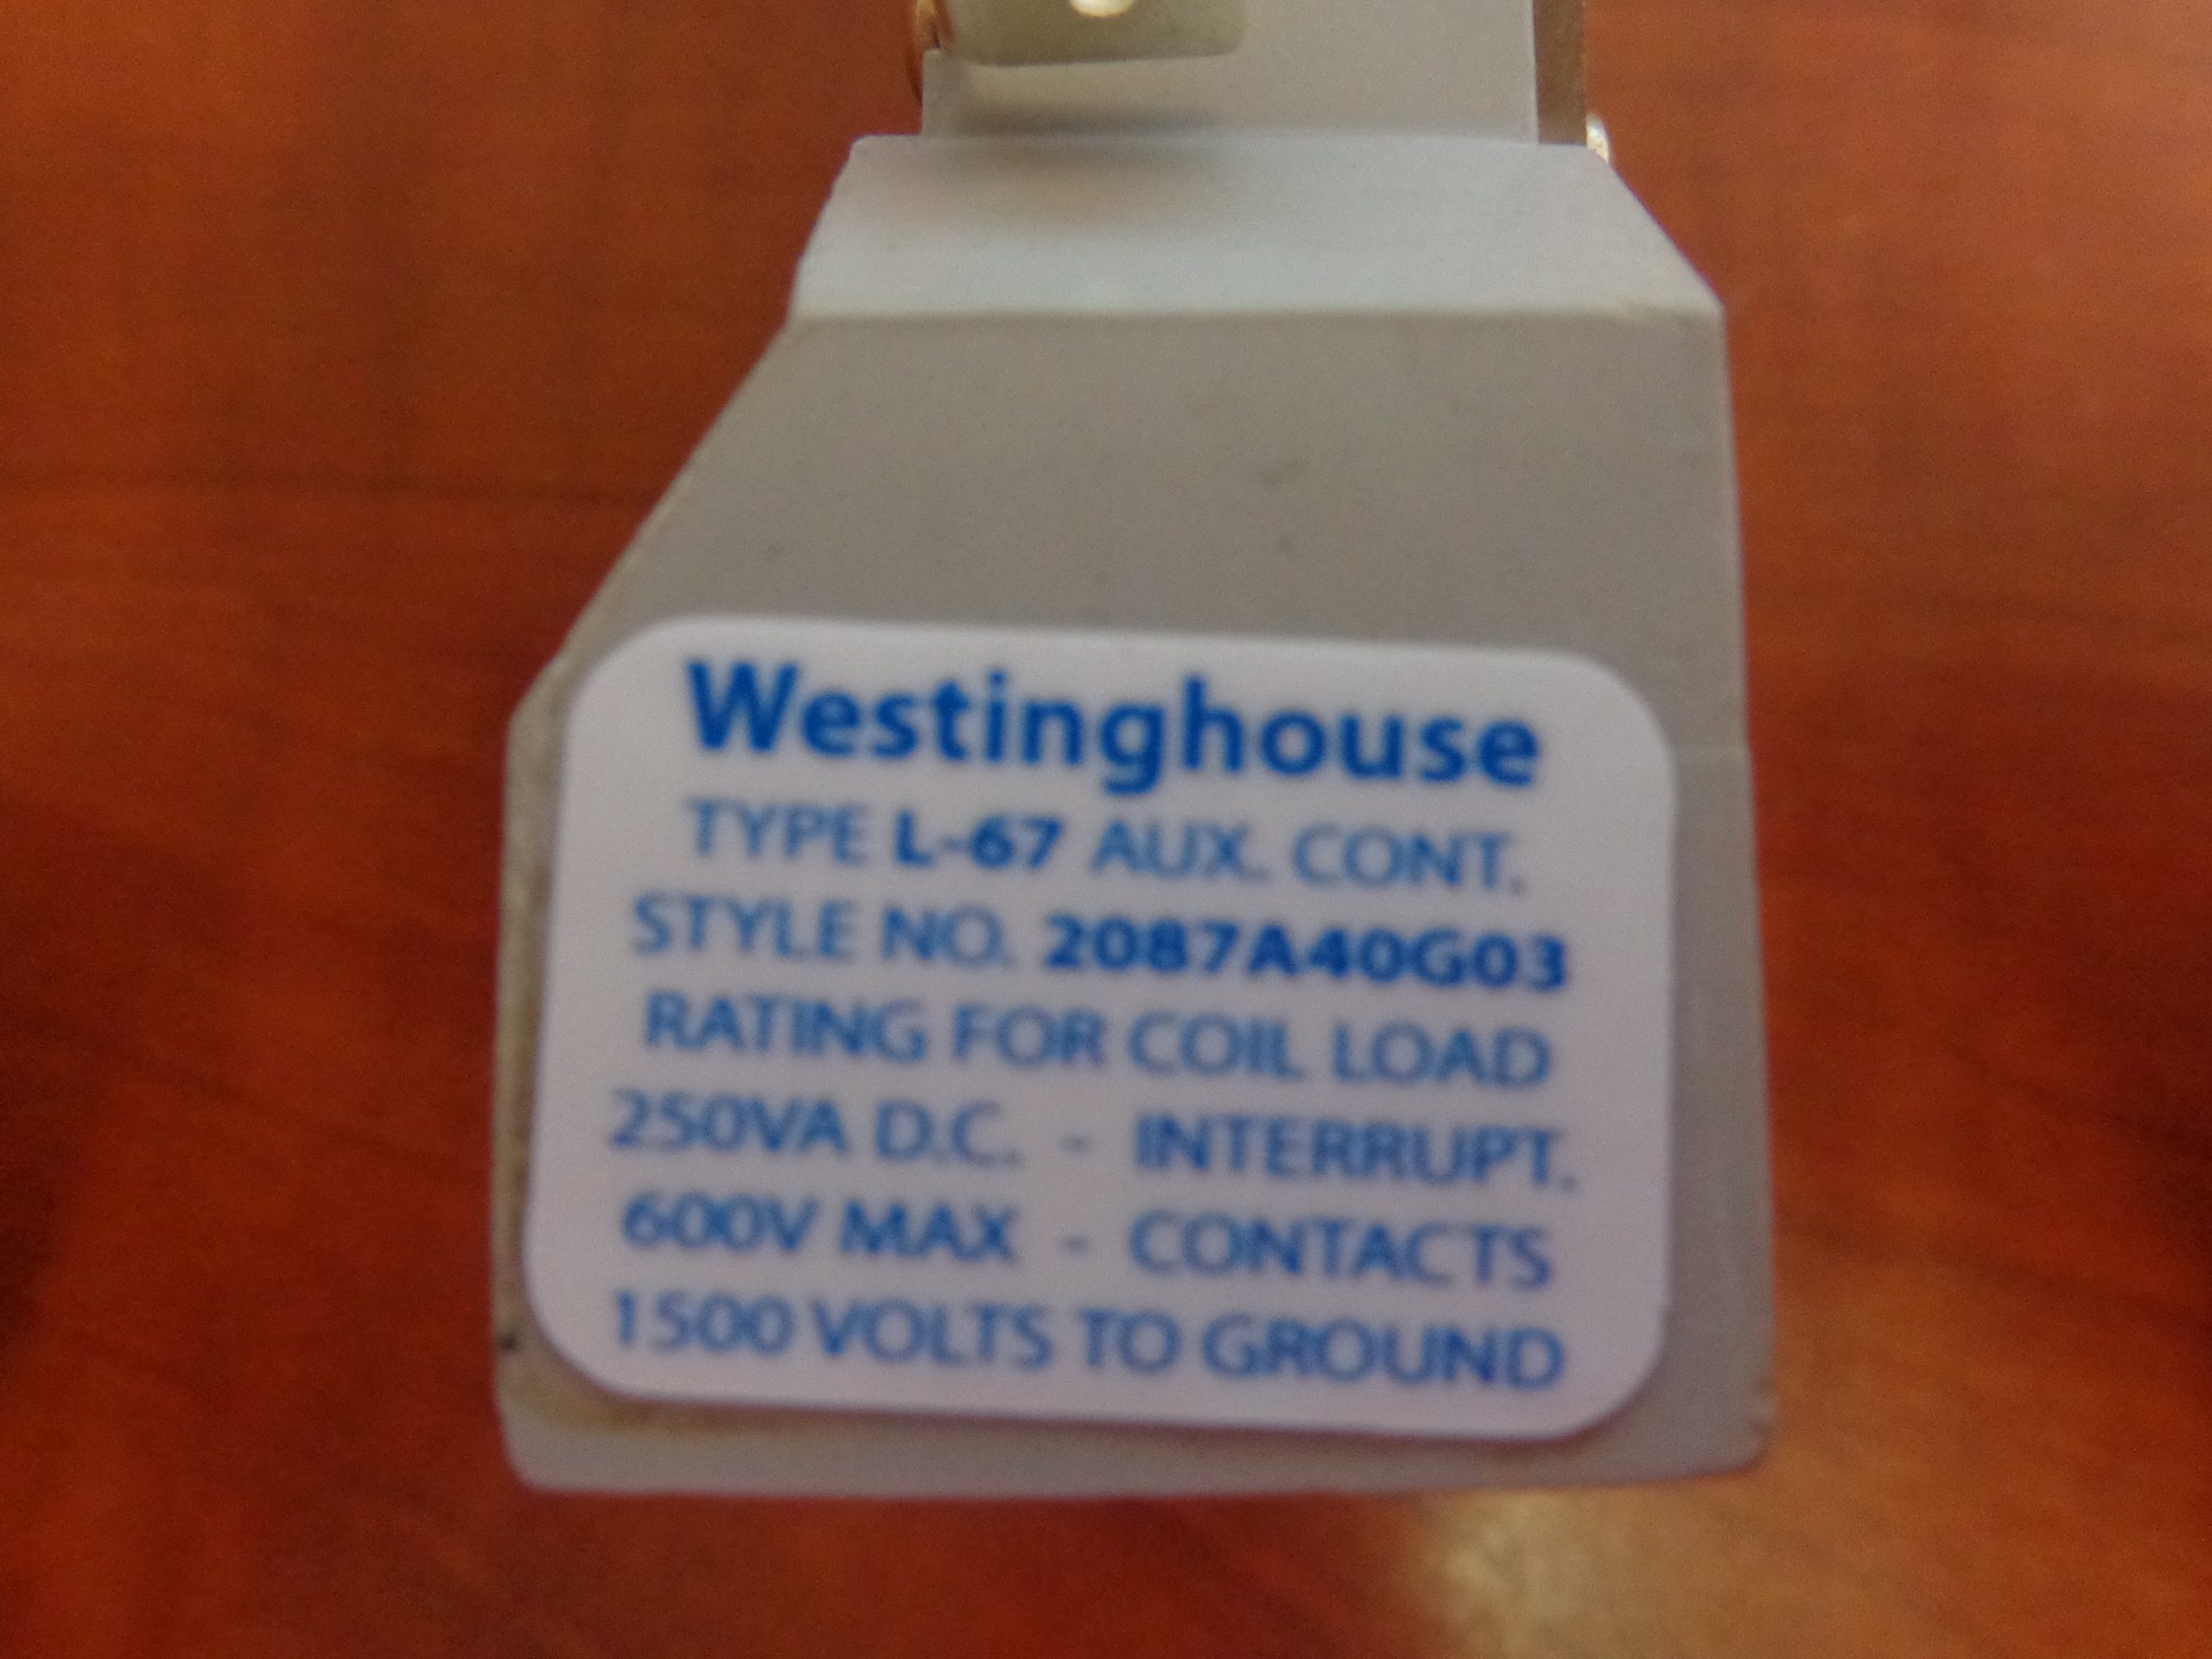 Westinghouse
TYPE L-67 AUX. CONT.
STYLE NO. 2087A40G03
RATING FOR COIL LOAD
250VA D.C. - INTERRUPT.
600V MAX - CONTACTS
1500 VOLTS TO GROUND